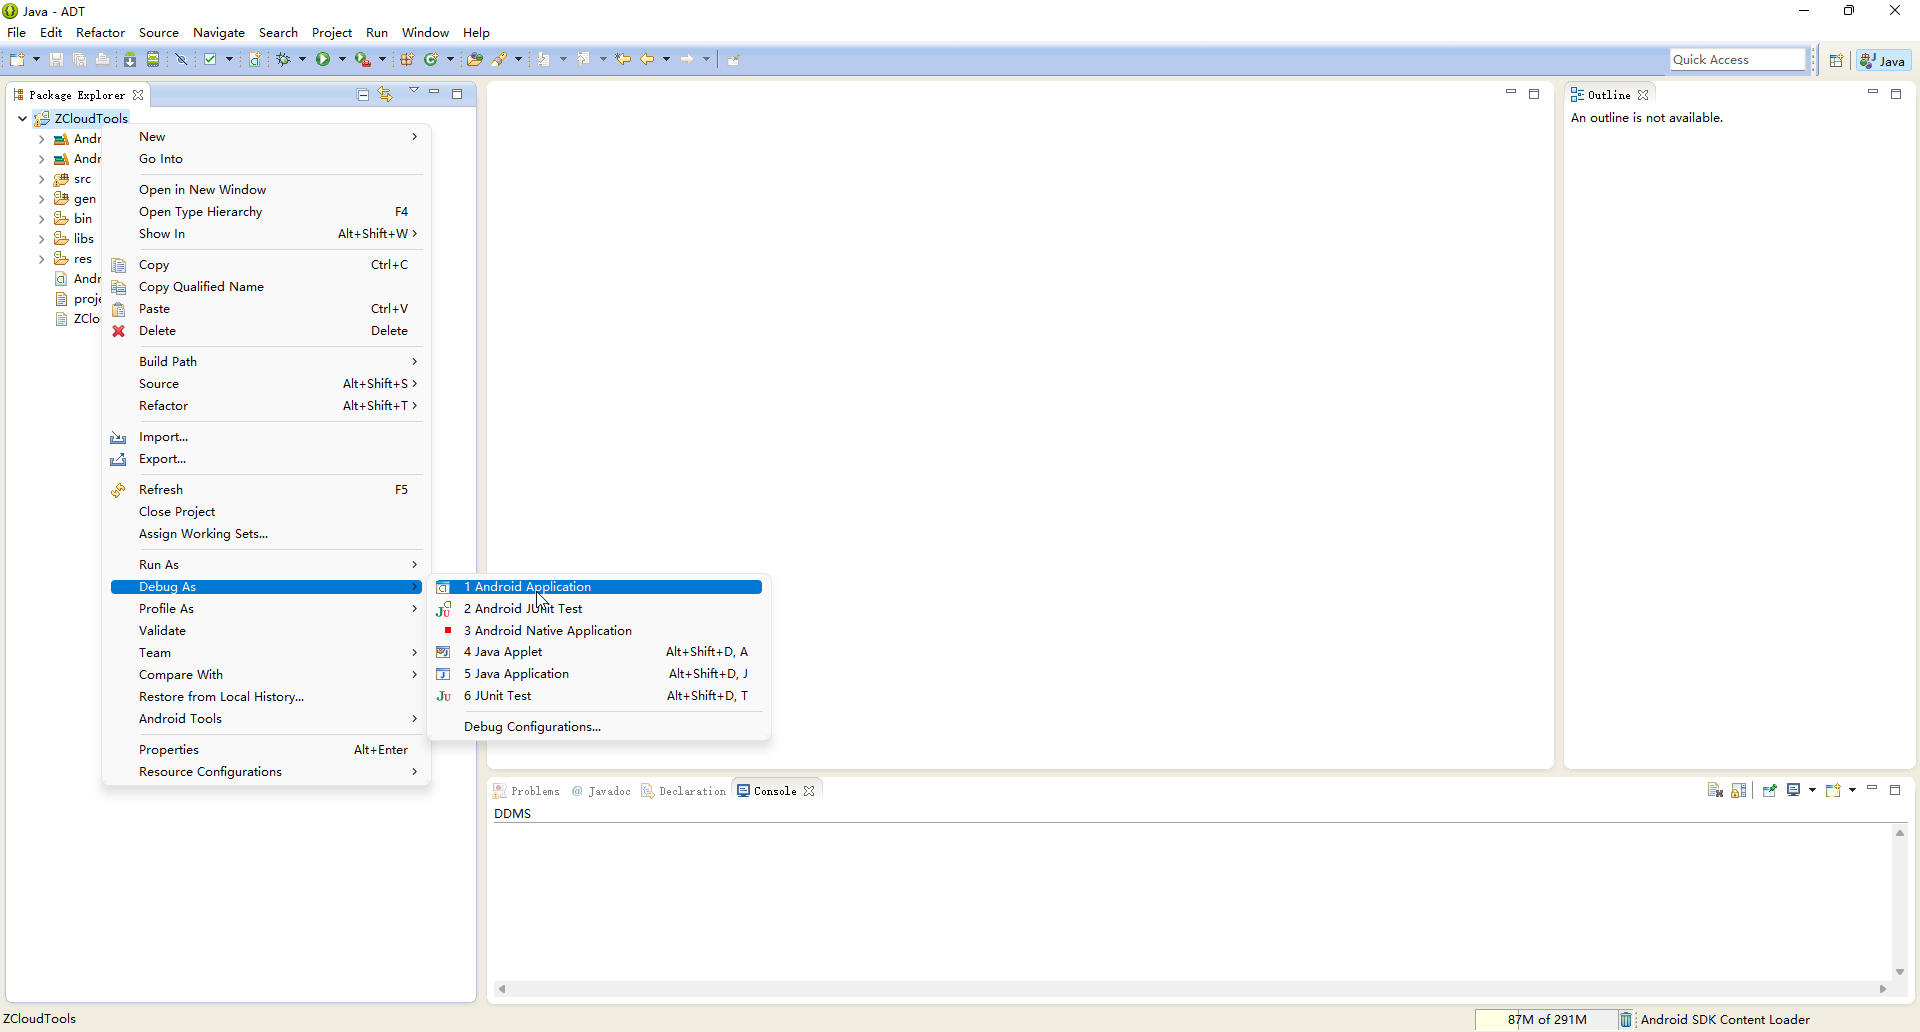 Java - ADT
File Edit Refactor Source Navigate Search Project Run Window Help
Quick Access
Java
Package Explorer
Outline
An outline is not available.
ZCloudTools
Andr
Andr
src
gen
bin
libs
res
Andr
proje
ZClo
New
Go Into
Open in New Window
Open Type Hierarchy F4
Show In Alt+Shift+W
Copy Ctrl+C
Copy Qualified Name
Paste Ctrl+V
Delete Delete
Build Path
Source Alt+Shift+S
Refactor Alt+Shift+T
Import...
Export...
Refresh F5
Close Project
Assign Working Sets...
Run As
Debug As
Profile As
Validate
Team
Compare With
Restore from Local History...
Android Tools
Properties Alt+Enter
Resource Configurations
1 Android Application
2 Android JUnit Test
3 Android Native Application
4 Java Applet Alt+Shift+D, A
5 Java Application Alt+Shift+D, J
6 JUnit Test Alt+Shift+D, T
Debug Configurations...
Problems @ Javadoc Declaration Console
DDMS
ZCloudTools
87M of 291M
Android SDK Content Loader